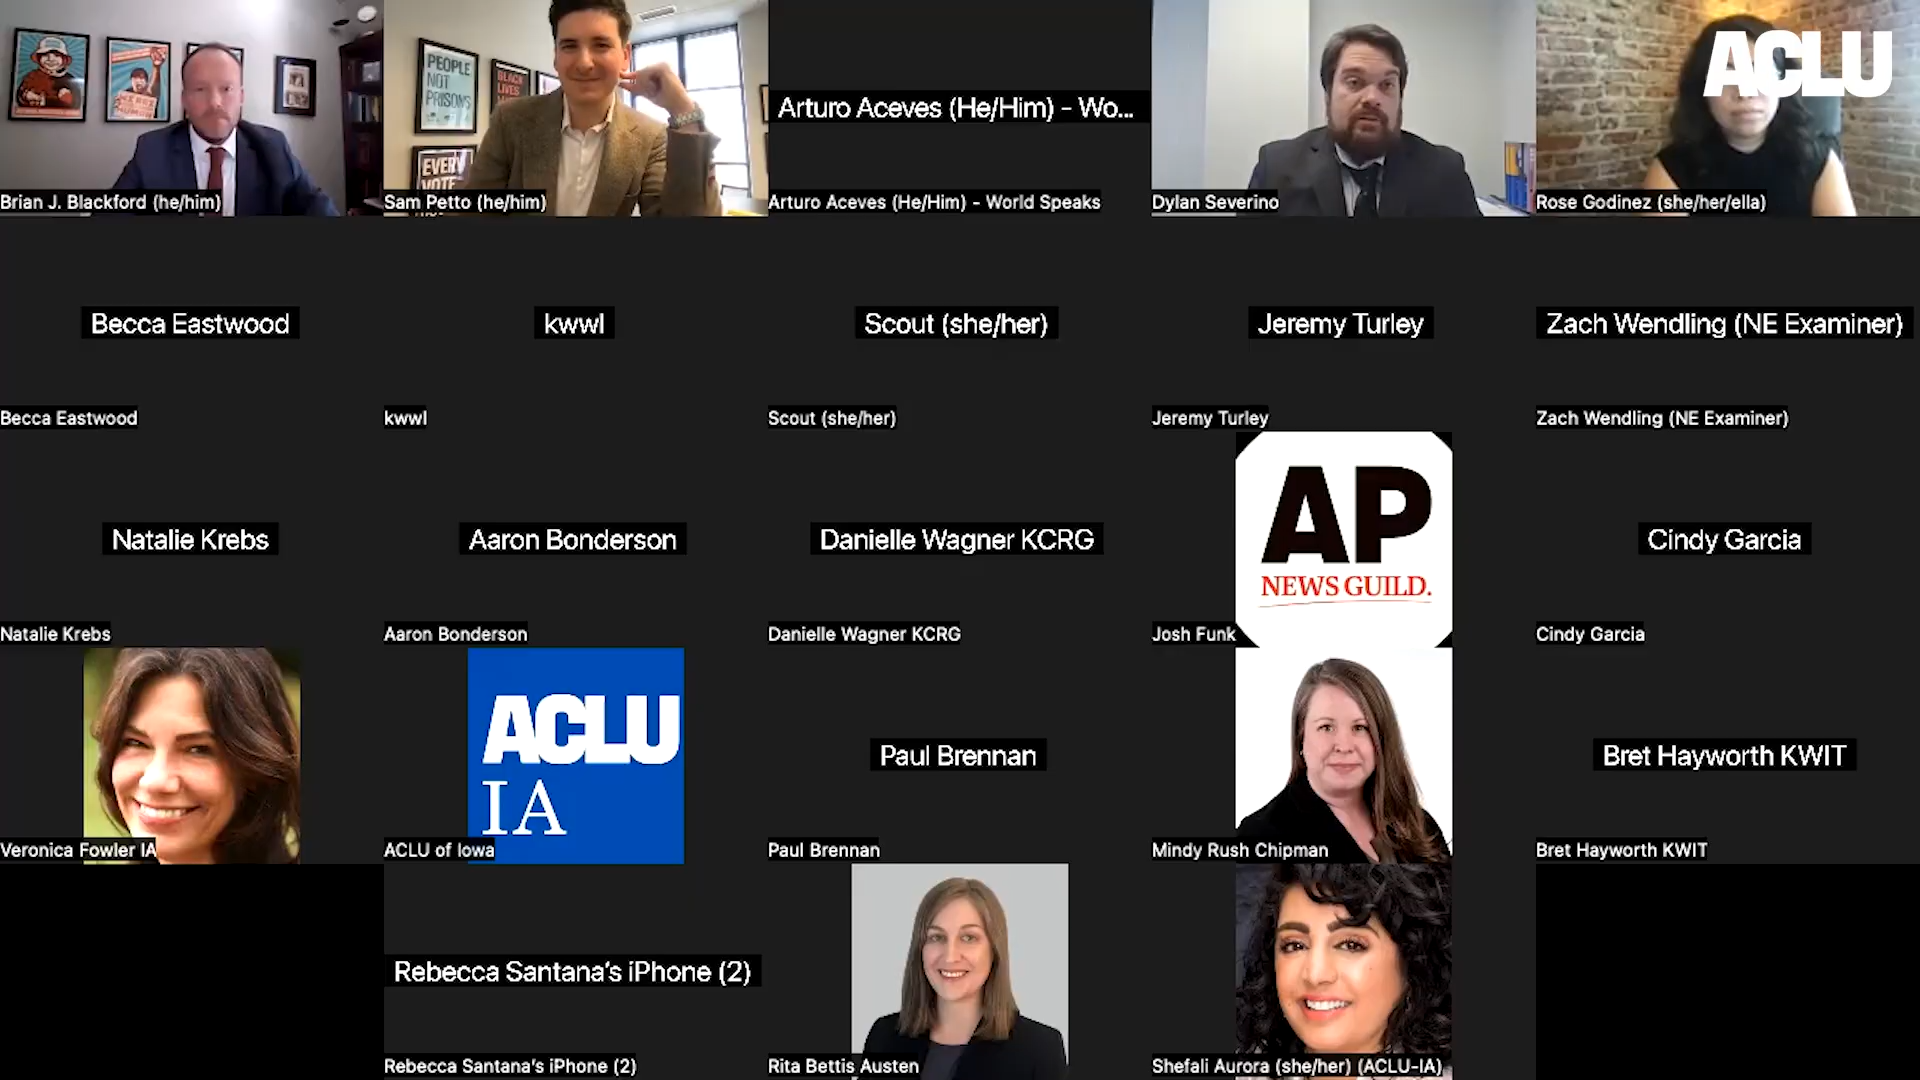 PEOPLE
NOT
PRISONS
BLACK
LIVES
EVERY
VOTE
Arturo Aceves (He/Him) - Wo...
ACLU
Brian J. Blackford (he/him)
Sam Petto (he/him)
Arturo Aceves (He/Him) - World Speaks
Dylan Severino
Rose Godinez (she/her/ella)
Becca Eastwood
kwwl
Scout (she/her)
Jeremy Turley
Zach Wendling (NE Examiner)
Becca Eastwood
kwwl
Scout (she/her)
Jeremy Turley
Zach Wendling (NE Examiner)
Natalie Krebs
Aaron Bonderson
Danielle Wagner KCRG
AP
NEWS GUILD.
Cindy Garcia
Natalie Krebs
Aaron Bonderson
Danielle Wagner KCRG
Josh Funk
Cindy Garcia
ACLU
IA
Paul Brennan
Bret Hayworth KWIT
Veronica Fowler IA
ACLU of Iowa
Paul Brennan
Mindy Rush Chipman
Bret Hayworth KWIT
Rebecca Santana's iPhone (2)
Rebecca Santana's iPhone (2)
Rita Bettis Austen
Shefali Aurora (she/her) (ACLU-IA)